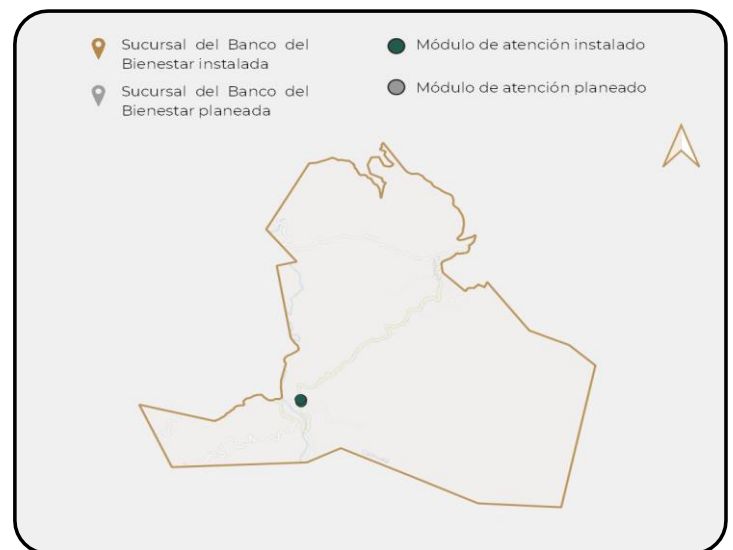 Sucursal del Banco del
Bienestar instalada
Sucursal del Banco del
Bienestar planeada
Módulo de atención instalado
Módulo de atención planeado